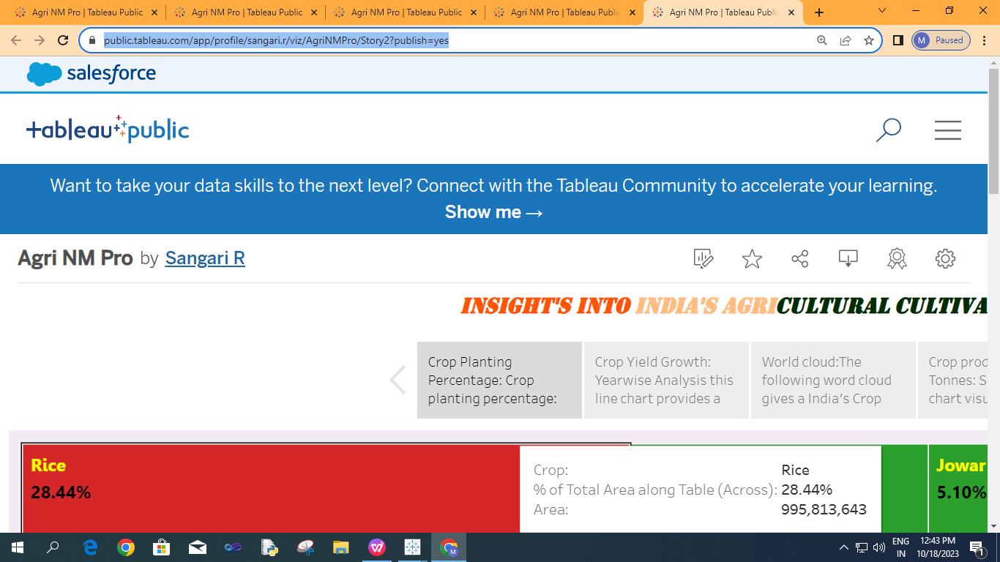 Agri NM Pro | Tableau Public
Agri NM Pro | Tableau Public
Agri NM Pro | Tableau Public
Agri NM Pro | Tableau Public
Agri NM Pro | Tableau Public
public.tableau.com/app/profile/sangari.r/viz/AgriNMPro/Story2?publish=yes
M Paused
salesforce
+ableau public
Want to take your data skills to the next level? Connect with the Tableau Community to accelerate your learning.
Show me →
Agri NM Pro by Sangari R
INSIGHT'S INTO INDIA'S AGRICULTURAL CULTIVA
Crop Planting
Percentage: Crop
planting percentage:
Crop Yield Growth:
Yearwise Analysis this
line chart provides a
World cloud:The
following word cloud
gives a India's Crop
Crop prod
Tonnes: S
chart visu
Rice
28.44%
Crop: Rice
% of Total Area along Table (Across): 28.44%
Area: 995,813,643
Jowar
5.10%
ENG
IN
12:43 PM
10/18/2023
1